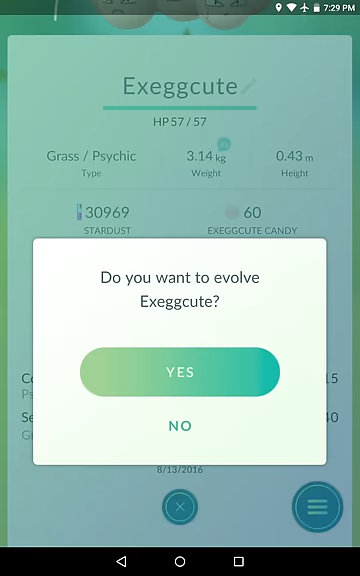 7:29 PM
Exeggcute
HP 57 / 57
XL
Grass / Psychic
3.14 kg
0.43 m
Type
Weight
Height
30969
60
STARDUST
EXEGGCUTE CANDY
Do you want to evolve
Exeggcute?
YES
NO
8/13/2016